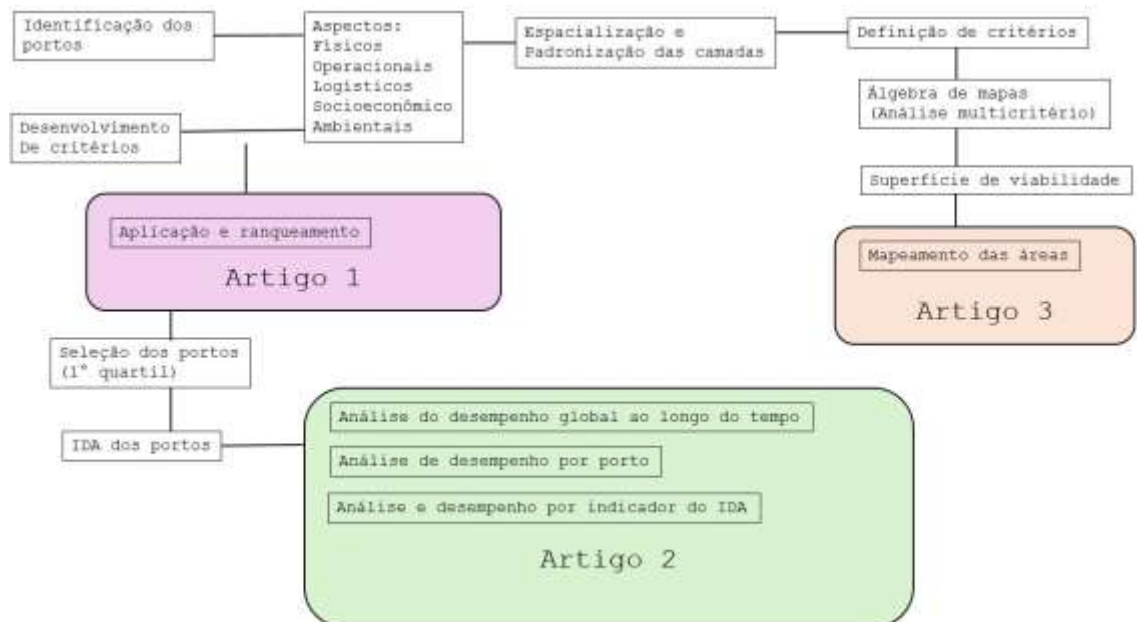 Identificação dos
portos
Aspectos:
Físicos
Operacionais
Logísticos
Socioeconômico
Ambientais
Espacialização e
Padronização das camadas
Definição de critérios
Álgebra de mapas
(Análise multicritério)
Desenvolvimento
De critérios
Superfície de viabilidade
Aplicação e ranqueamento
Artigo 1
Mapeamento das áreas
Artigo 3
Seleção dos portos
(1° quartil)
IDA dos portos
Análise do desempenho global ao longo do tempo
Análise de desempenho por porto
Análise e desempenho por indicador do IDA
Artigo 2